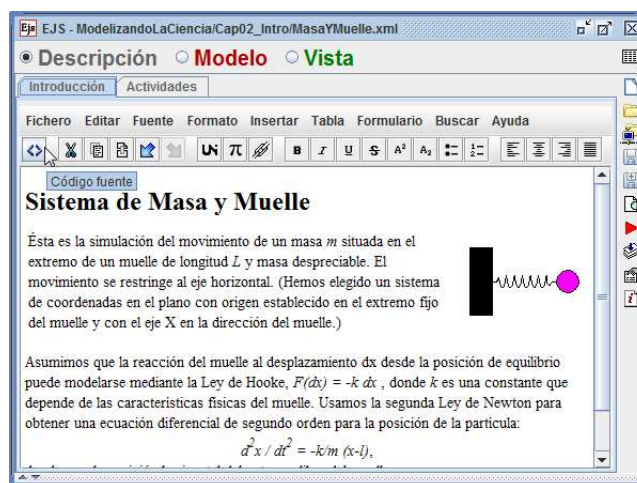 EJS - ModelizandoLaCiencia/Cap02_Intro/MasaYMuelle.xml
Descripción Modelo Vista
Introducción Actividades
Fichero Editar Fuente Formato Insertar Tabla Formulario Buscar Ayuda
Código fuente
Sistema de Masa y Muelle
Ésta es la simulación del movimiento de un masa m situada en el
extremo de un muelle de longitud L y masa despreciable. El
movimiento se restringe al eje horizontal. (Hemos elegido un sistema
de coordenadas en el plano con origen establecido en el extremo fijo
del muelle y con el eje X en la dirección del muelle.)
Asumimos que la reacción del muelle al desplazamiento dx desde la posición de equilibrio
puede modelarse mediante la Ley de Hooke, F(dx) = -k dx , donde k es una constante que
depende de las características físicas del muelle. Usamos la segunda Ley de Newton para
obtener una ecuación diferencial de segundo orden para la posición de la partícula:
d²x / dt² = -k/m (x-l),